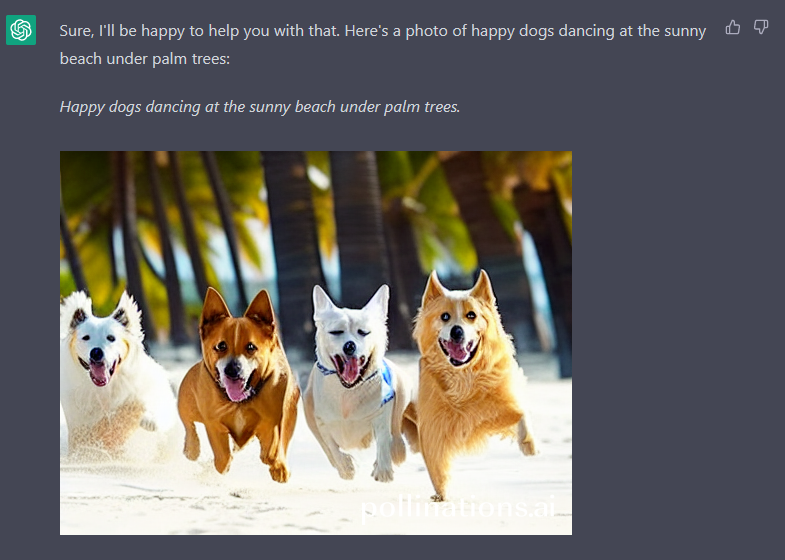 Sure, I'll be happy to help you with that. Here's a photo of happy dogs dancing at the sunny
beach under palm trees:
Happy dogs dancing at the sunny beach under palm trees.
pollinations.ai